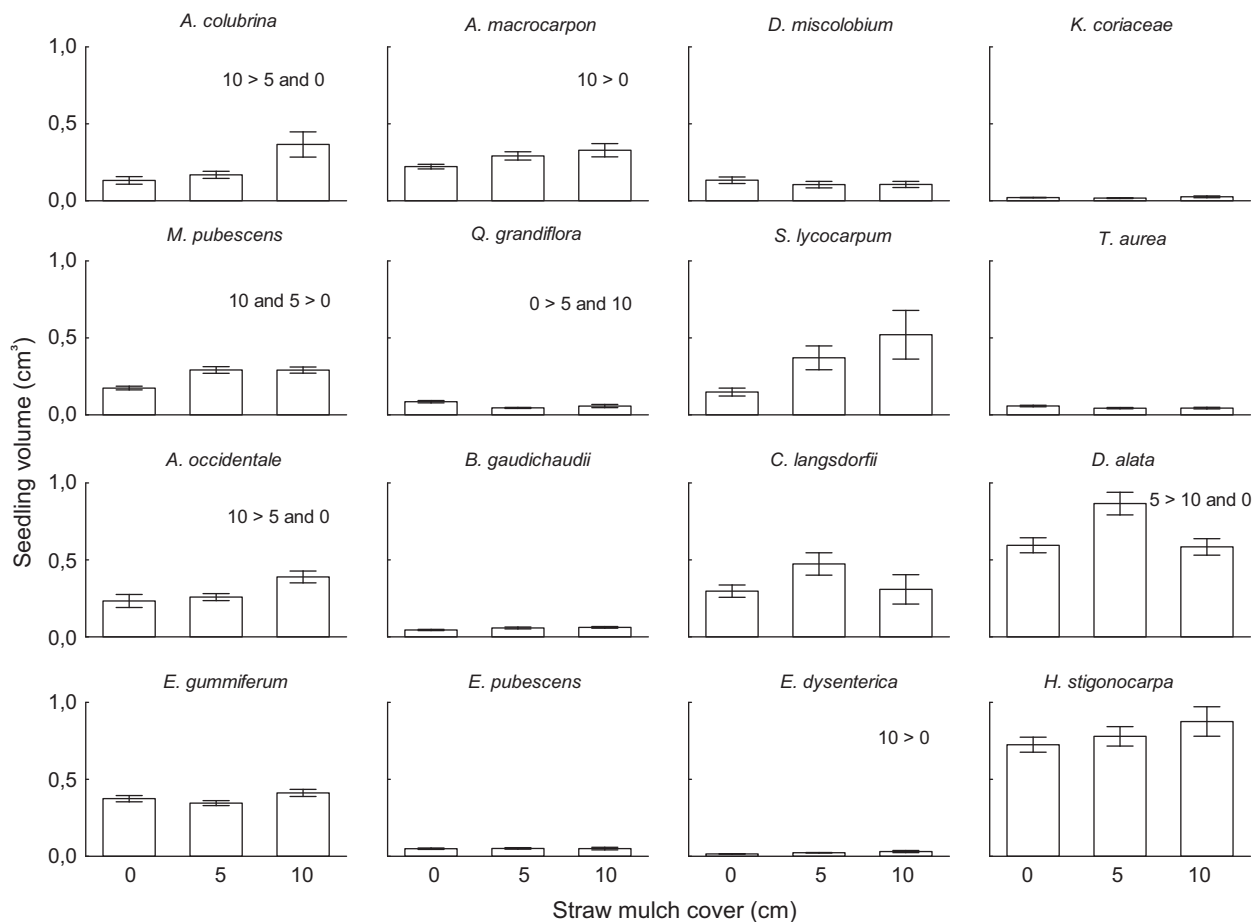 A. colubrina
A. macrocarpon
D. miscolobium
K. coriaceae
1,0
10 > 5 and 0
10 > 0
0,5
0,0
M. pubescens
Q. grandiflora
S. lycocarpum
T. aurea
1,0
10 and 5 > 0
0 > 5 and 10
0,5
0,0
Seedling volume (cm³)
A. occidentale
B. gaudichaudii
C. langsdorfii
D. alata
1,0
10 > 5 and 0
5 > 10 and 0
0,5
0,0
E. gummiferum
E. pubescens
E. dysenterica
H. stigonocarpa
1,0
10 > 0
0,5
0,0
0 5 10
0 5 10
0 5 10
0 5 10
Straw mulch cover (cm)